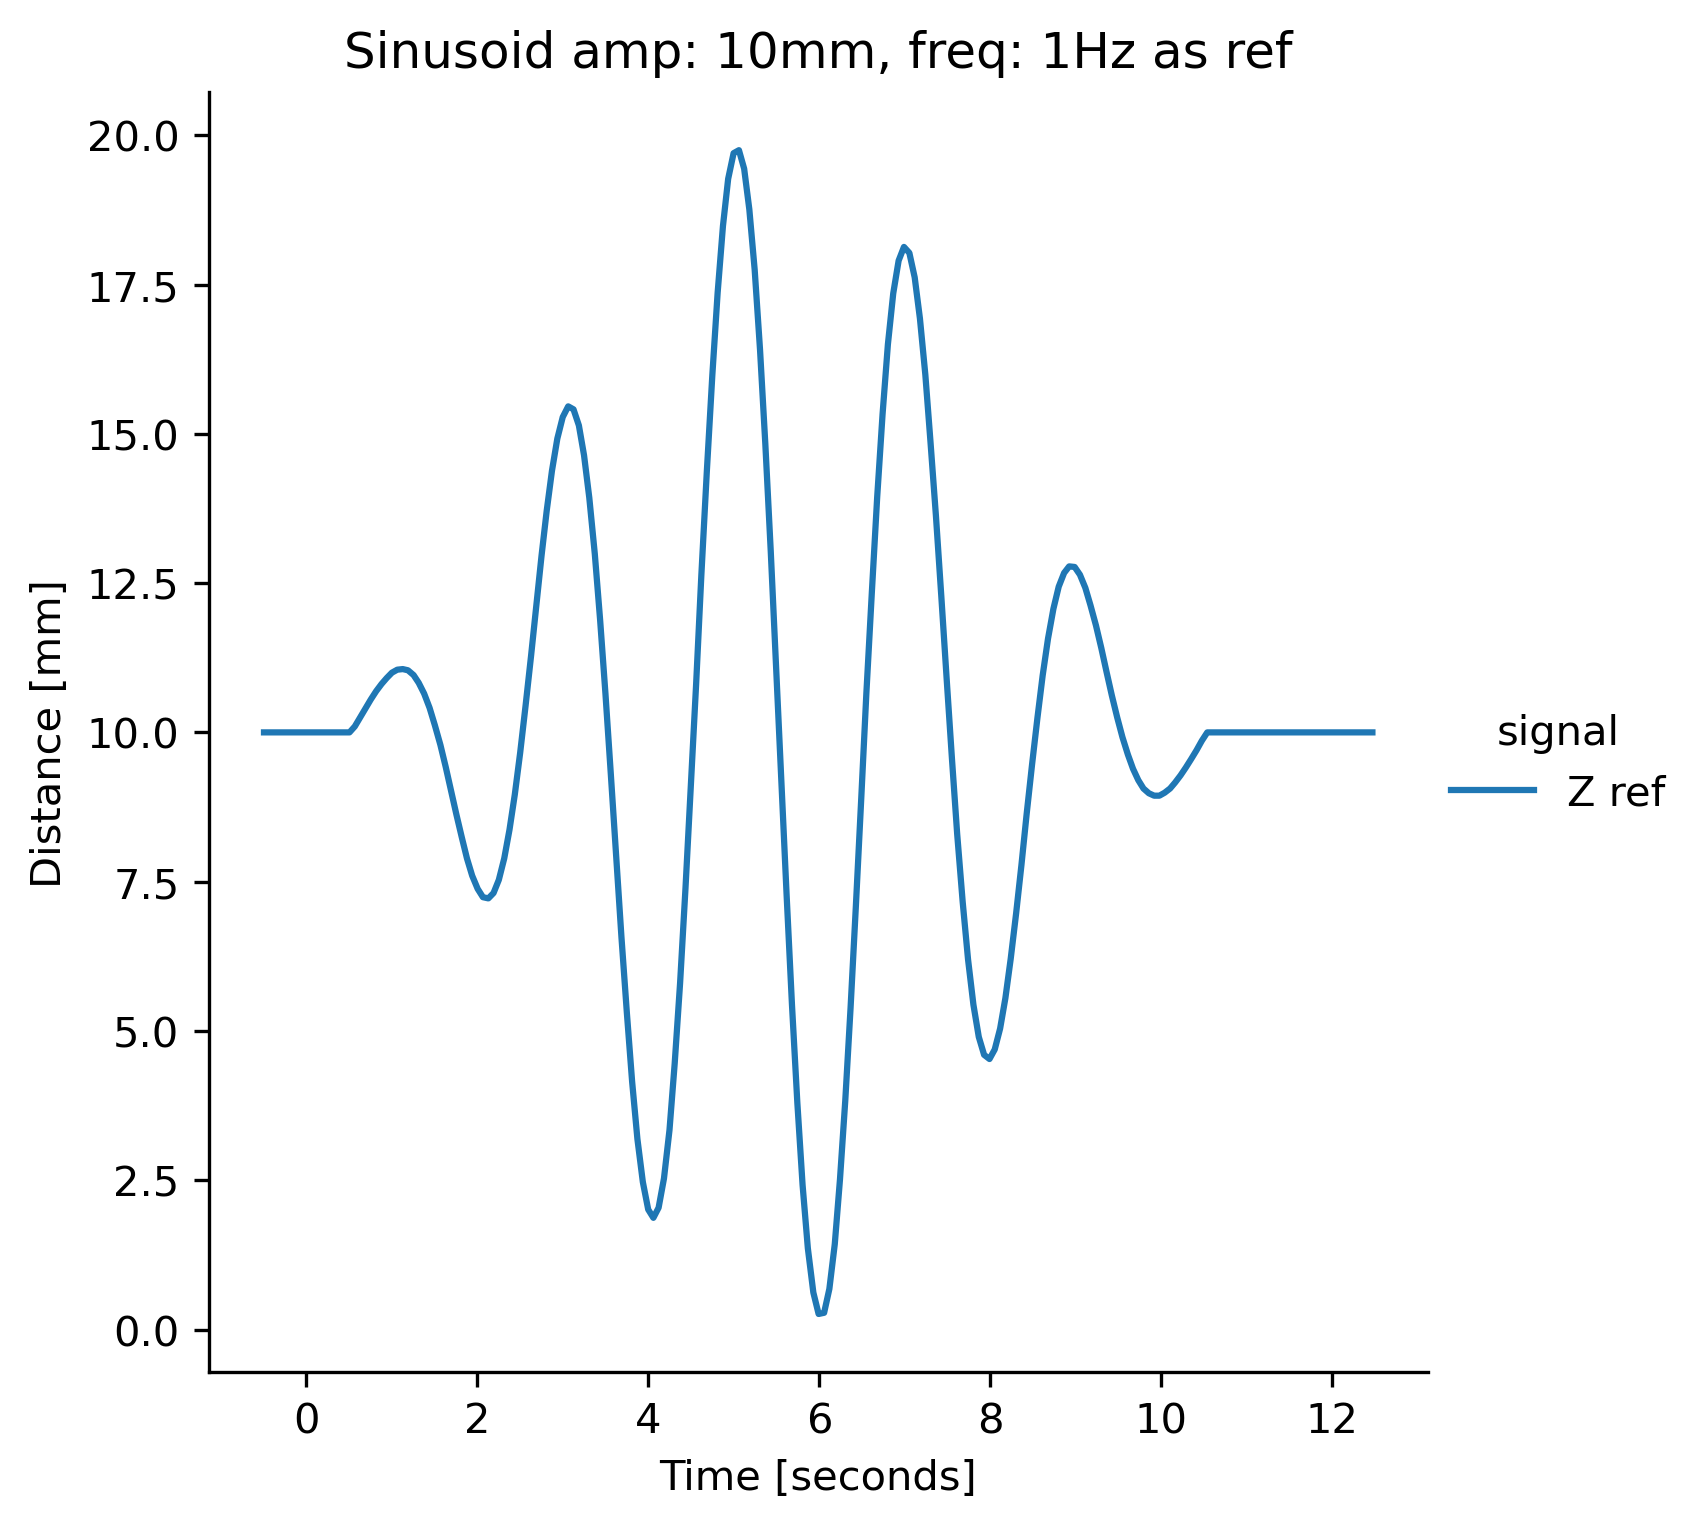 Sinusoid amp: 10mm, freq: 1Hz as ref
20.0
17.5
15.0
12.5
10.0
7.5
5.0
2.5
0.0
Distance [mm]
0 2 4 6 8 10 12
Time [seconds]
signal
Z ref